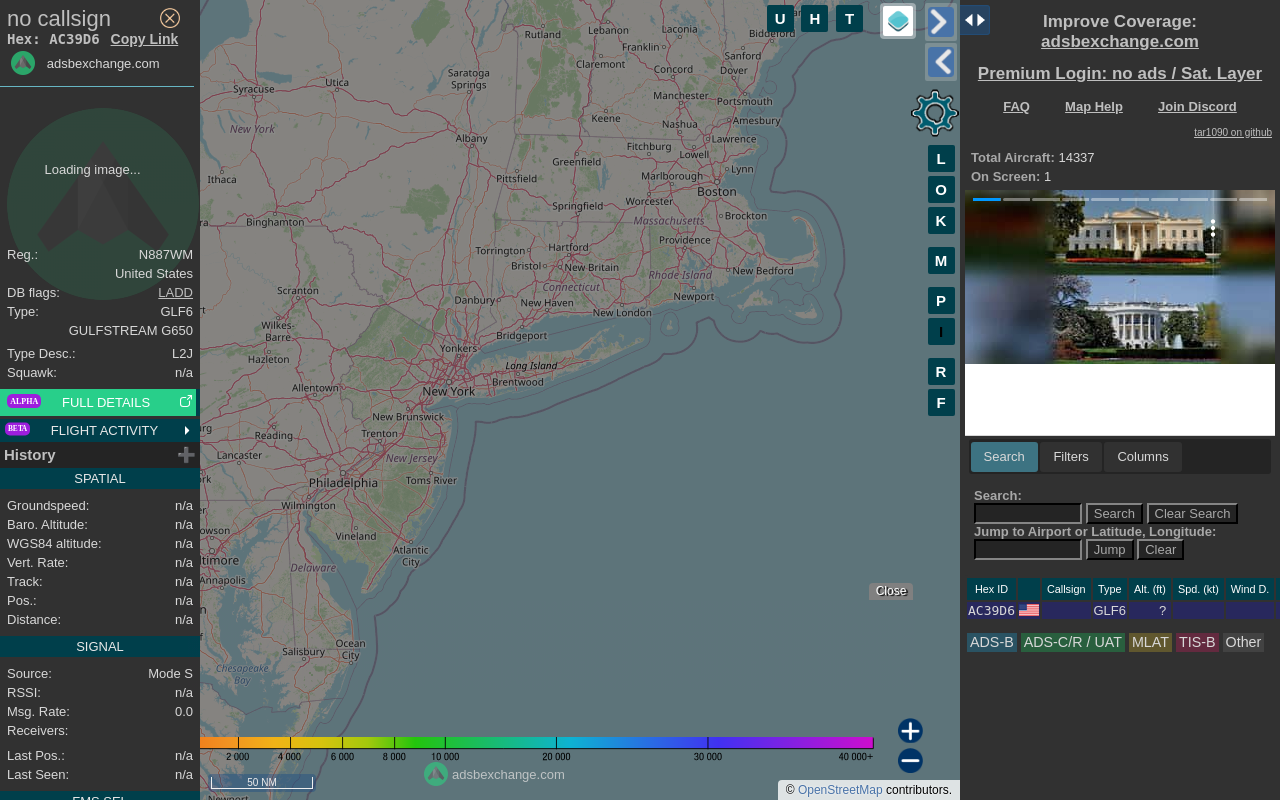 no callsign
Hex: AC39D6 Copy Link
adsbexchange.com
Loading image...
Reg.: N887WM
United States
DB flags: LADD
Type: GLF6
GULFSTREAM G650
Type Desc.: L2J
Squawk: n/a
ALPHA FULL DETAILS
BETA FLIGHT ACTIVITY
History
SPATIAL
Groundspeed: n/a
Baro. Altitude: n/a
WGS84 altitude: n/a
Vert. Rate: n/a
Track: n/a
Pos.: n/a
Distance: n/a
SIGNAL
Source: Mode S
RSSI: n/a
Msg. Rate: 0.0
Receivers:
Last Pos.: n/a
Last Seen: n/a
FMS SEL
U H T
L
O
K
M
P
I
R
F
Rutland
Lebanon
Laconia
Biddeford
Franklin
Sanford
Claremont
Concord
Dover
Saratoga
Springs
Utica
Syracuse
Manchester
Portsmouth
Keene
Nashua
Amesbury
New York
Albany
Fitchburg
Lawrence
Lowell
Greenfield
Lynn
Ithaca
Pittsfield
Marlborough
Boston
Worcester
Springfield
Binghamton
Massachusetts
Brockton
Torrington
Hartford
Providence
Bristol
New Britain
Rhode Island
New Bedford
Connecticut
Scranton
Danbury
New Haven
Newport
New London
Wilkes-
Barre
Bridgeport
Yonkers
Hazleton
Long Island
Brentwood
Allentown
New York
New Brunswick
Reading
Trenton
Lancaster
New Jersey
Philadelphia
Toms River
Wilmington
Vineland
Atlantic
City
ltimore
Delaware
Annapolis
Ocean
City
Salisbury
Chesapeake
Bay
Newport
Close
2 000 4 000 6 000 8 000 10 000 20 000 30 000 40 000+
adsbexchange.com
50 NM
© OpenStreetMap contributors.
Improve Coverage:
adsbexchange.com
Premium Login: no ads / Sat. Layer
FAQ Map Help Join Discord
tar1090 on github
Total Aircraft: 14337
On Screen: 1
Search Filters Columns
Search:
Search Clear Search
Jump to Airport or Latitude, Longitude:
Jump Clear
Hex ID Callsign Type Alt. (ft) Spd. (kt) Wind D.
AC39D6 GLF6 ?
ADS-B ADS-C/R / UAT MLAT TIS-B Other